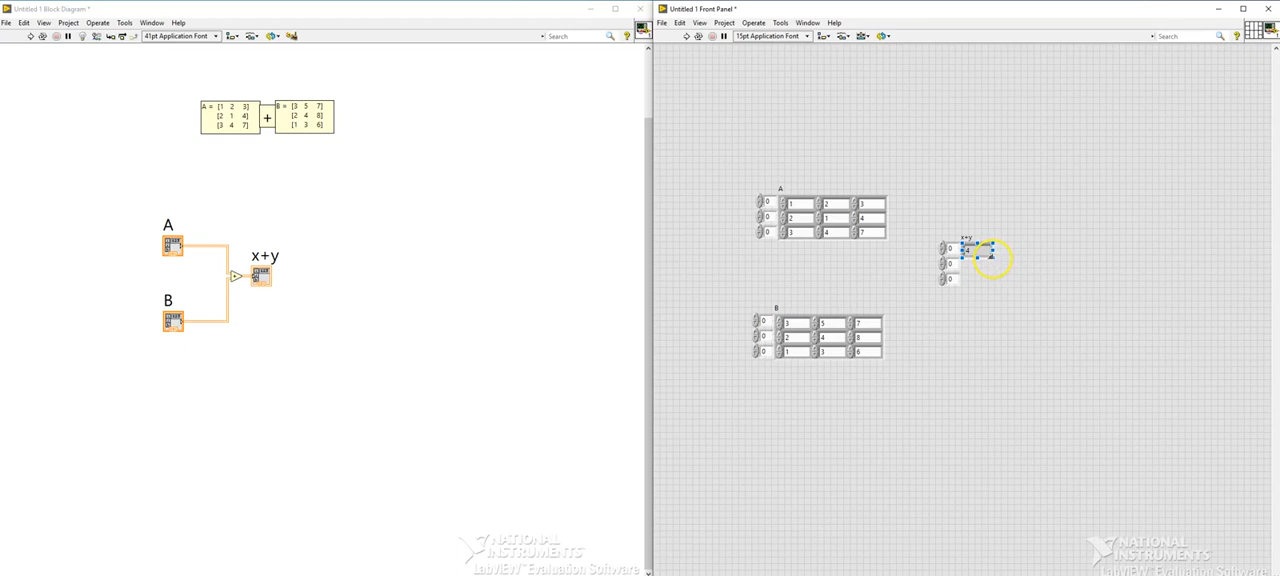 Untitled 1 Block Diagram *
File Edit View Project Operate Tools Window Help
41pt Application Font
Search
A = [1 2 3]
[2 1 4]
[3 4 7]
+
B = [3 5 7]
[2 4 8]
[1 3 6]
A
x+y
B
NATIONAL
INSTRUMENTS
LabVIEW™ Evaluation Software
Untitled 1 Front Panel *
File Edit View Project Operate Tools Window Help
15pt Application Font
Search
A
0 1 2 3
0 2 1 4
0 3 4 7
x+y
0 4
0
0
B
0 3 5 7
0 2 4 8
0 1 3 6
NATIONAL
INSTRUMENTS
LabVIEW™ Evaluation Software